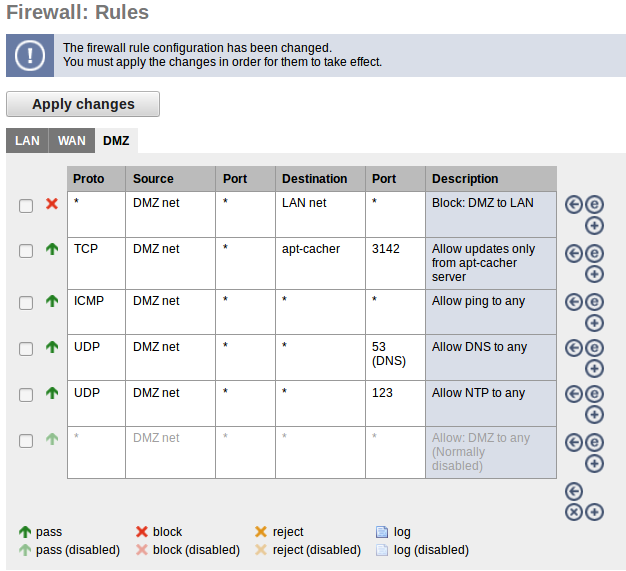 Firewall: Rules
The firewall rule configuration has been changed.
You must apply the changes in order for them to take effect.
Apply changes
LAN WAN DMZ
Proto Source Port Destination Port Description
* DMZ net * LAN net * Block: DMZ to LAN
TCP DMZ net * apt-cacher 3142 Allow updates only
from apt-cacher
server
ICMP DMZ net * * * Allow ping to any
UDP DMZ net * * 53 Allow DNS to any
(DNS)
UDP DMZ net * * 123 Allow NTP to any
* DMZ net * * * Allow: DMZ to any
(Normally
disabled)
pass block reject log
pass (disabled) block (disabled) reject (disabled) log (disabled)